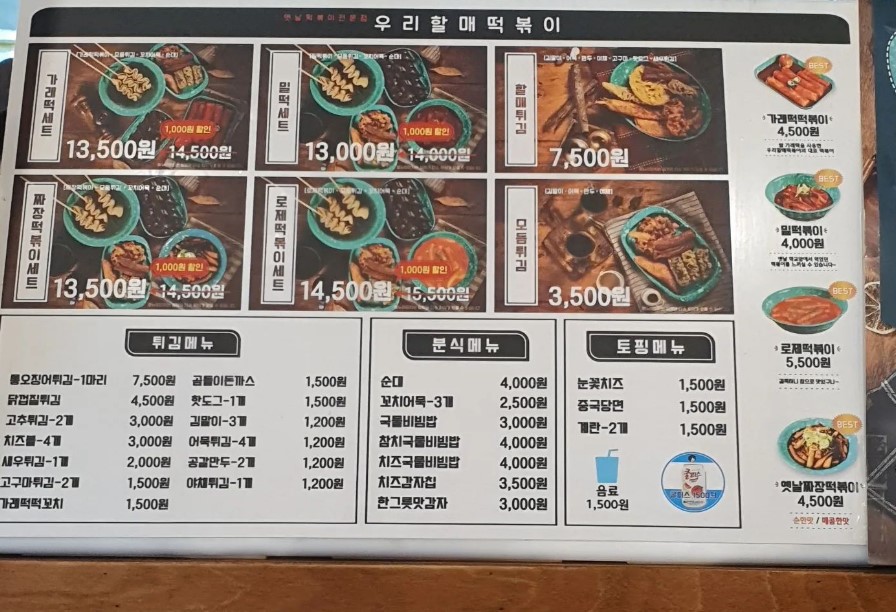 옛날떡볶이전문점 우리할매떡볶이
가래떡세트
13,500원 14,500원
1,000원 할인
밀떡세트
13,000원 14,000원
1,000원 할인
할매튀김
7,500원
짜장떡볶이세트
13,500원 14,500원
1,000원 할인
로제떡볶이세트
14,500원 15,500원
1,000원 할인
모듬튀김
3,500원
BEST
가래떡떡볶이
4,500원
BEST
밀떡볶이
4,000원
BEST
로제떡볶이
5,500원
BEST
옛날짜장떡볶이
4,500원
순한맛 / 매콤한맛
튀김메뉴
통오징어튀김-1마리 7,500원
닭껍질튀김 4,500원
고추튀김-2개 3,000원
치즈볼-4개 3,000원
새우튀김-1개 2,000원
고구마튀김-2개 1,500원
가래떡떡꼬치 1,500원
곰돌이돈까스 1,500원
핫도그-1개 1,500원
김말이-3개 1,200원
어묵튀김-4개 1,200원
공갈만두-2개 1,200원
야채튀김-1개 1,200원
분식메뉴
순대 4,000원
꼬치어묵-3개 2,500원
국물비빔밥 3,000원
참치국물비빔밥 4,000원
치즈국물비빔밥 4,000원
치즈감자칩 3,500원
한그릇맛감자 3,000원
토핑메뉴
눈꽃치즈 1,500원
중국당면 1,500원
계란-2개 1,500원
음료
1,500원
쿨피스 1500원